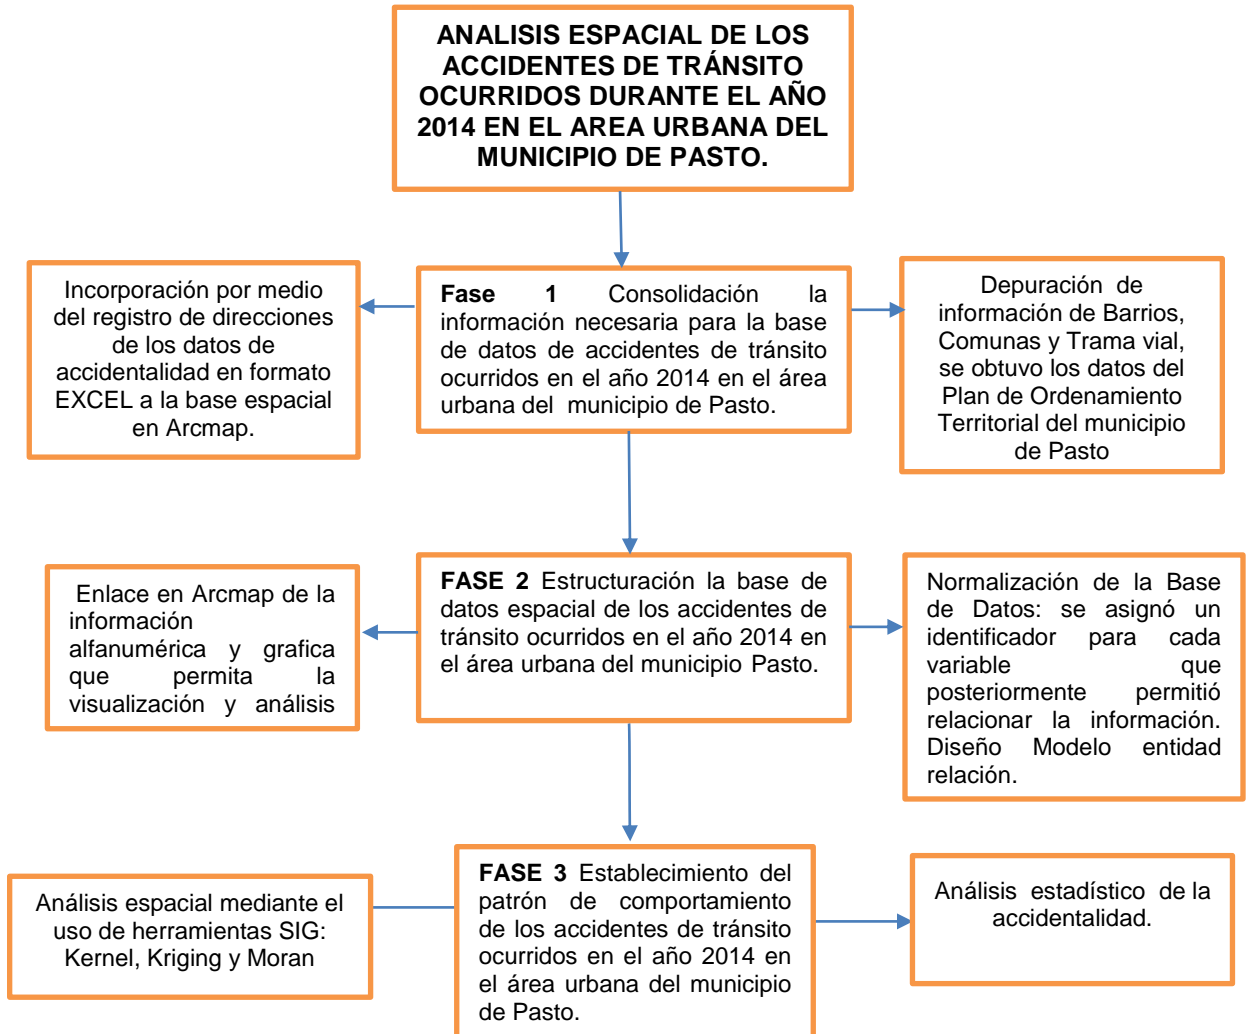 ANALISIS ESPACIAL DE LOS
ACCIDENTES DE TRÁNSITO
OCURRIDOS DURANTE EL AÑO
2014 EN EL AREA URBANA DEL
MUNICIPIO DE PASTO.
Incorporación por medio
del registro de direcciones
de los datos de
accidentalidad en formato
EXCEL a la base espacial
en Arcmap.
Fase 1 Consolidación la
información necesaria para la base
de datos de accidentes de tránsito
ocurridos en el año 2014 en el área
urbana del municipio de Pasto.
Depuración de
información de Barrios,
Comunas y Trama vial,
se obtuvo los datos del
Plan de Ordenamiento
Territorial del municipio
de Pasto
Enlace en Arcmap de la
información
alfanumérica y grafica
que permita la
visualización y análisis
FASE 2 Estructuración la base de
datos espacial de los accidentes de
tránsito ocurridos en el año 2014 en
el área urbana del municipio Pasto.
Normalización de la Base
de Datos: se asignó un
identificador para cada
variable que
posteriormente permitió
relacionar la información.
Diseño Modelo entidad
relación.
Análisis espacial mediante el
uso de herramientas SIG:
Kernel, Kriging y Moran
FASE 3 Establecimiento del
patrón de comportamiento
de los accidentes de tránsito
ocurridos en el año 2014 en
el área urbana del municipio
de Pasto.
Análisis estadístico de la
accidentalidad.